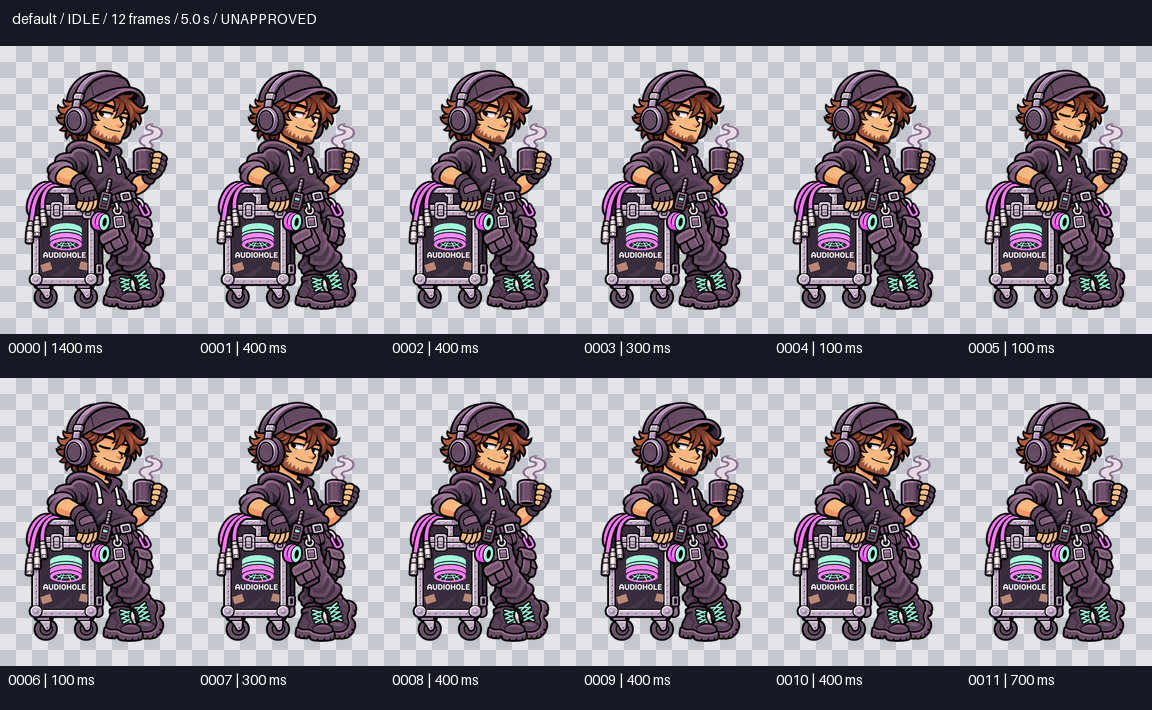 default / IDLE / 12 frames / 5.0 s / UNAPPROVED
AUDIOHOLE AUDIOHOLE AUDIOHOLE AUDIOHOLE AUDIOHOLE AUDIOHOLE
0000 | 1400 ms 0001 | 400 ms 0002 | 400 ms 0003 | 300 ms 0004 | 100 ms 0005 | 100 ms
AUDIOHOLE AUDIOHOLE AUDIOHOLE AUDIOHOLE AUDIOHOLE AUDIOHOLE
0006 | 100 ms 0007 | 300 ms 0008 | 400 ms 0009 | 400 ms 0010 | 400 ms 0011 | 700 ms